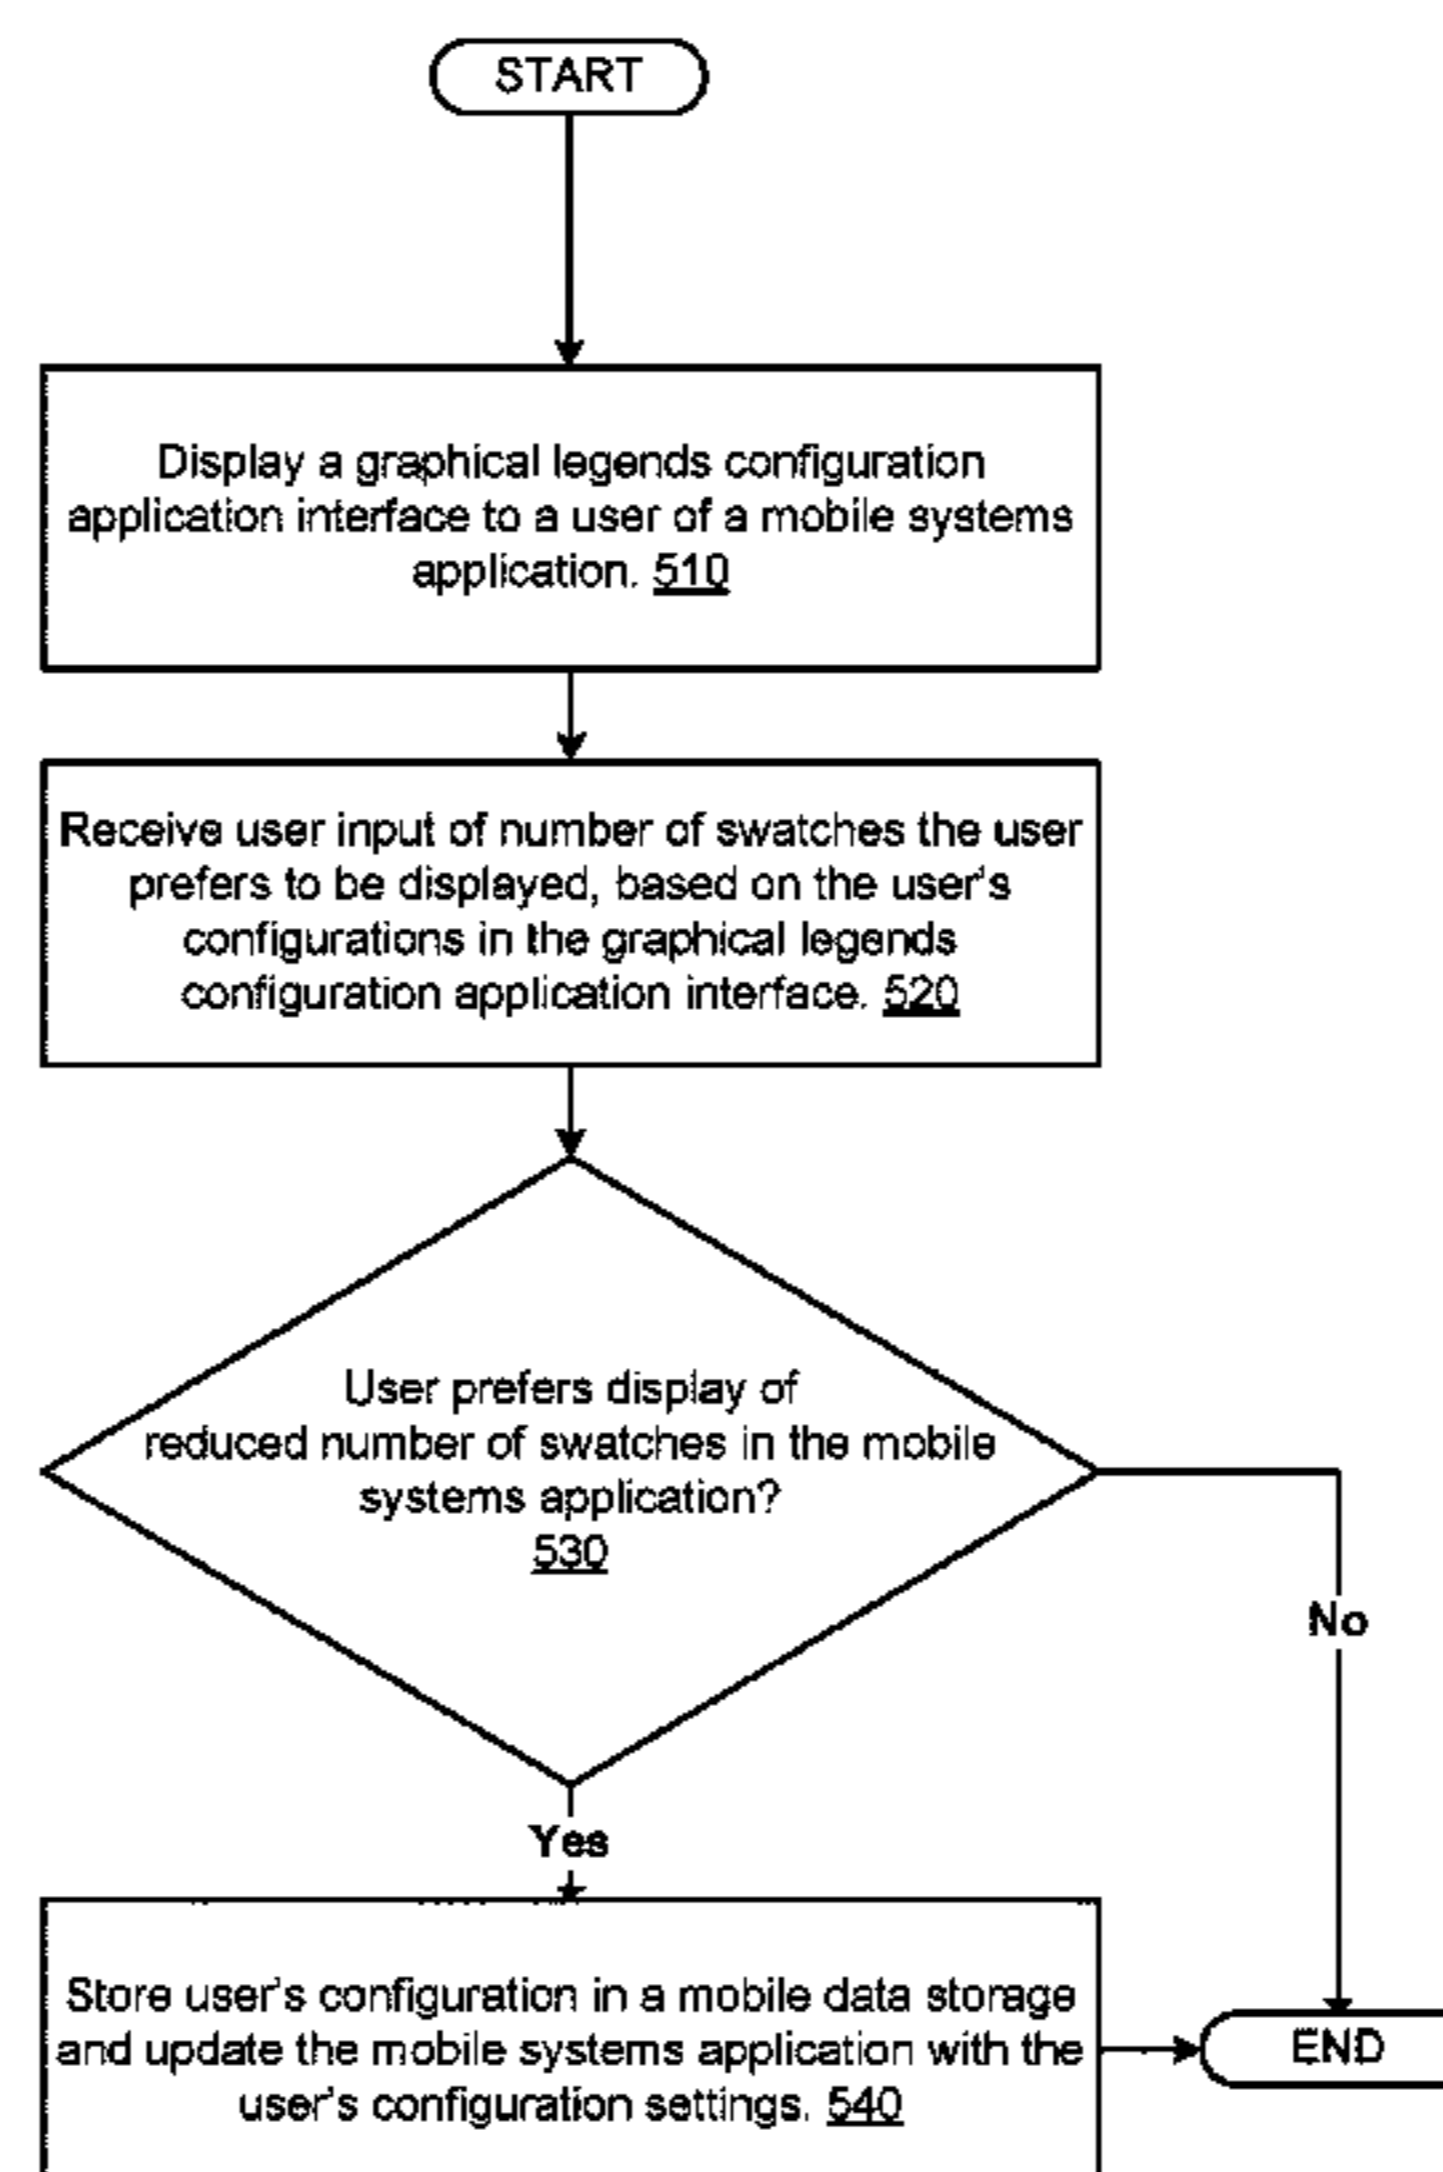 START
Display a graphical legends configuration
application interface to a user of a mobile systems
application. 510
Receive user input of number of swatches the user
prefers to be displayed, based on the user's
configurations in the graphical legends
configuration application interface. 520
User prefers display of
reduced number of swatches in the mobile
systems application?
530
No
Yes
Store user's configuration in a mobile data storage
and update the mobile systems application with the
user's configuration settings. 540
END